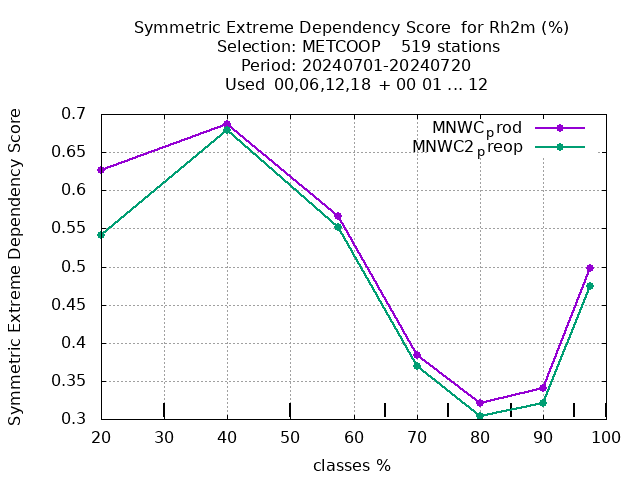 Symmetric Extreme Dependency Score  for Rh2m (%)
Selection: METCOOP    519 stations
Period: 20240701-20240720
Used  00,06,12,18 + 00 01 ... 12
Symmetric Extreme Dependency Score
0.7
0.65
0.6
0.55
0.5
0.45
0.4
0.35
0.3
MNWCprod
MNWC2preop
20 30 40 50 60 70 80 90 100
classes %